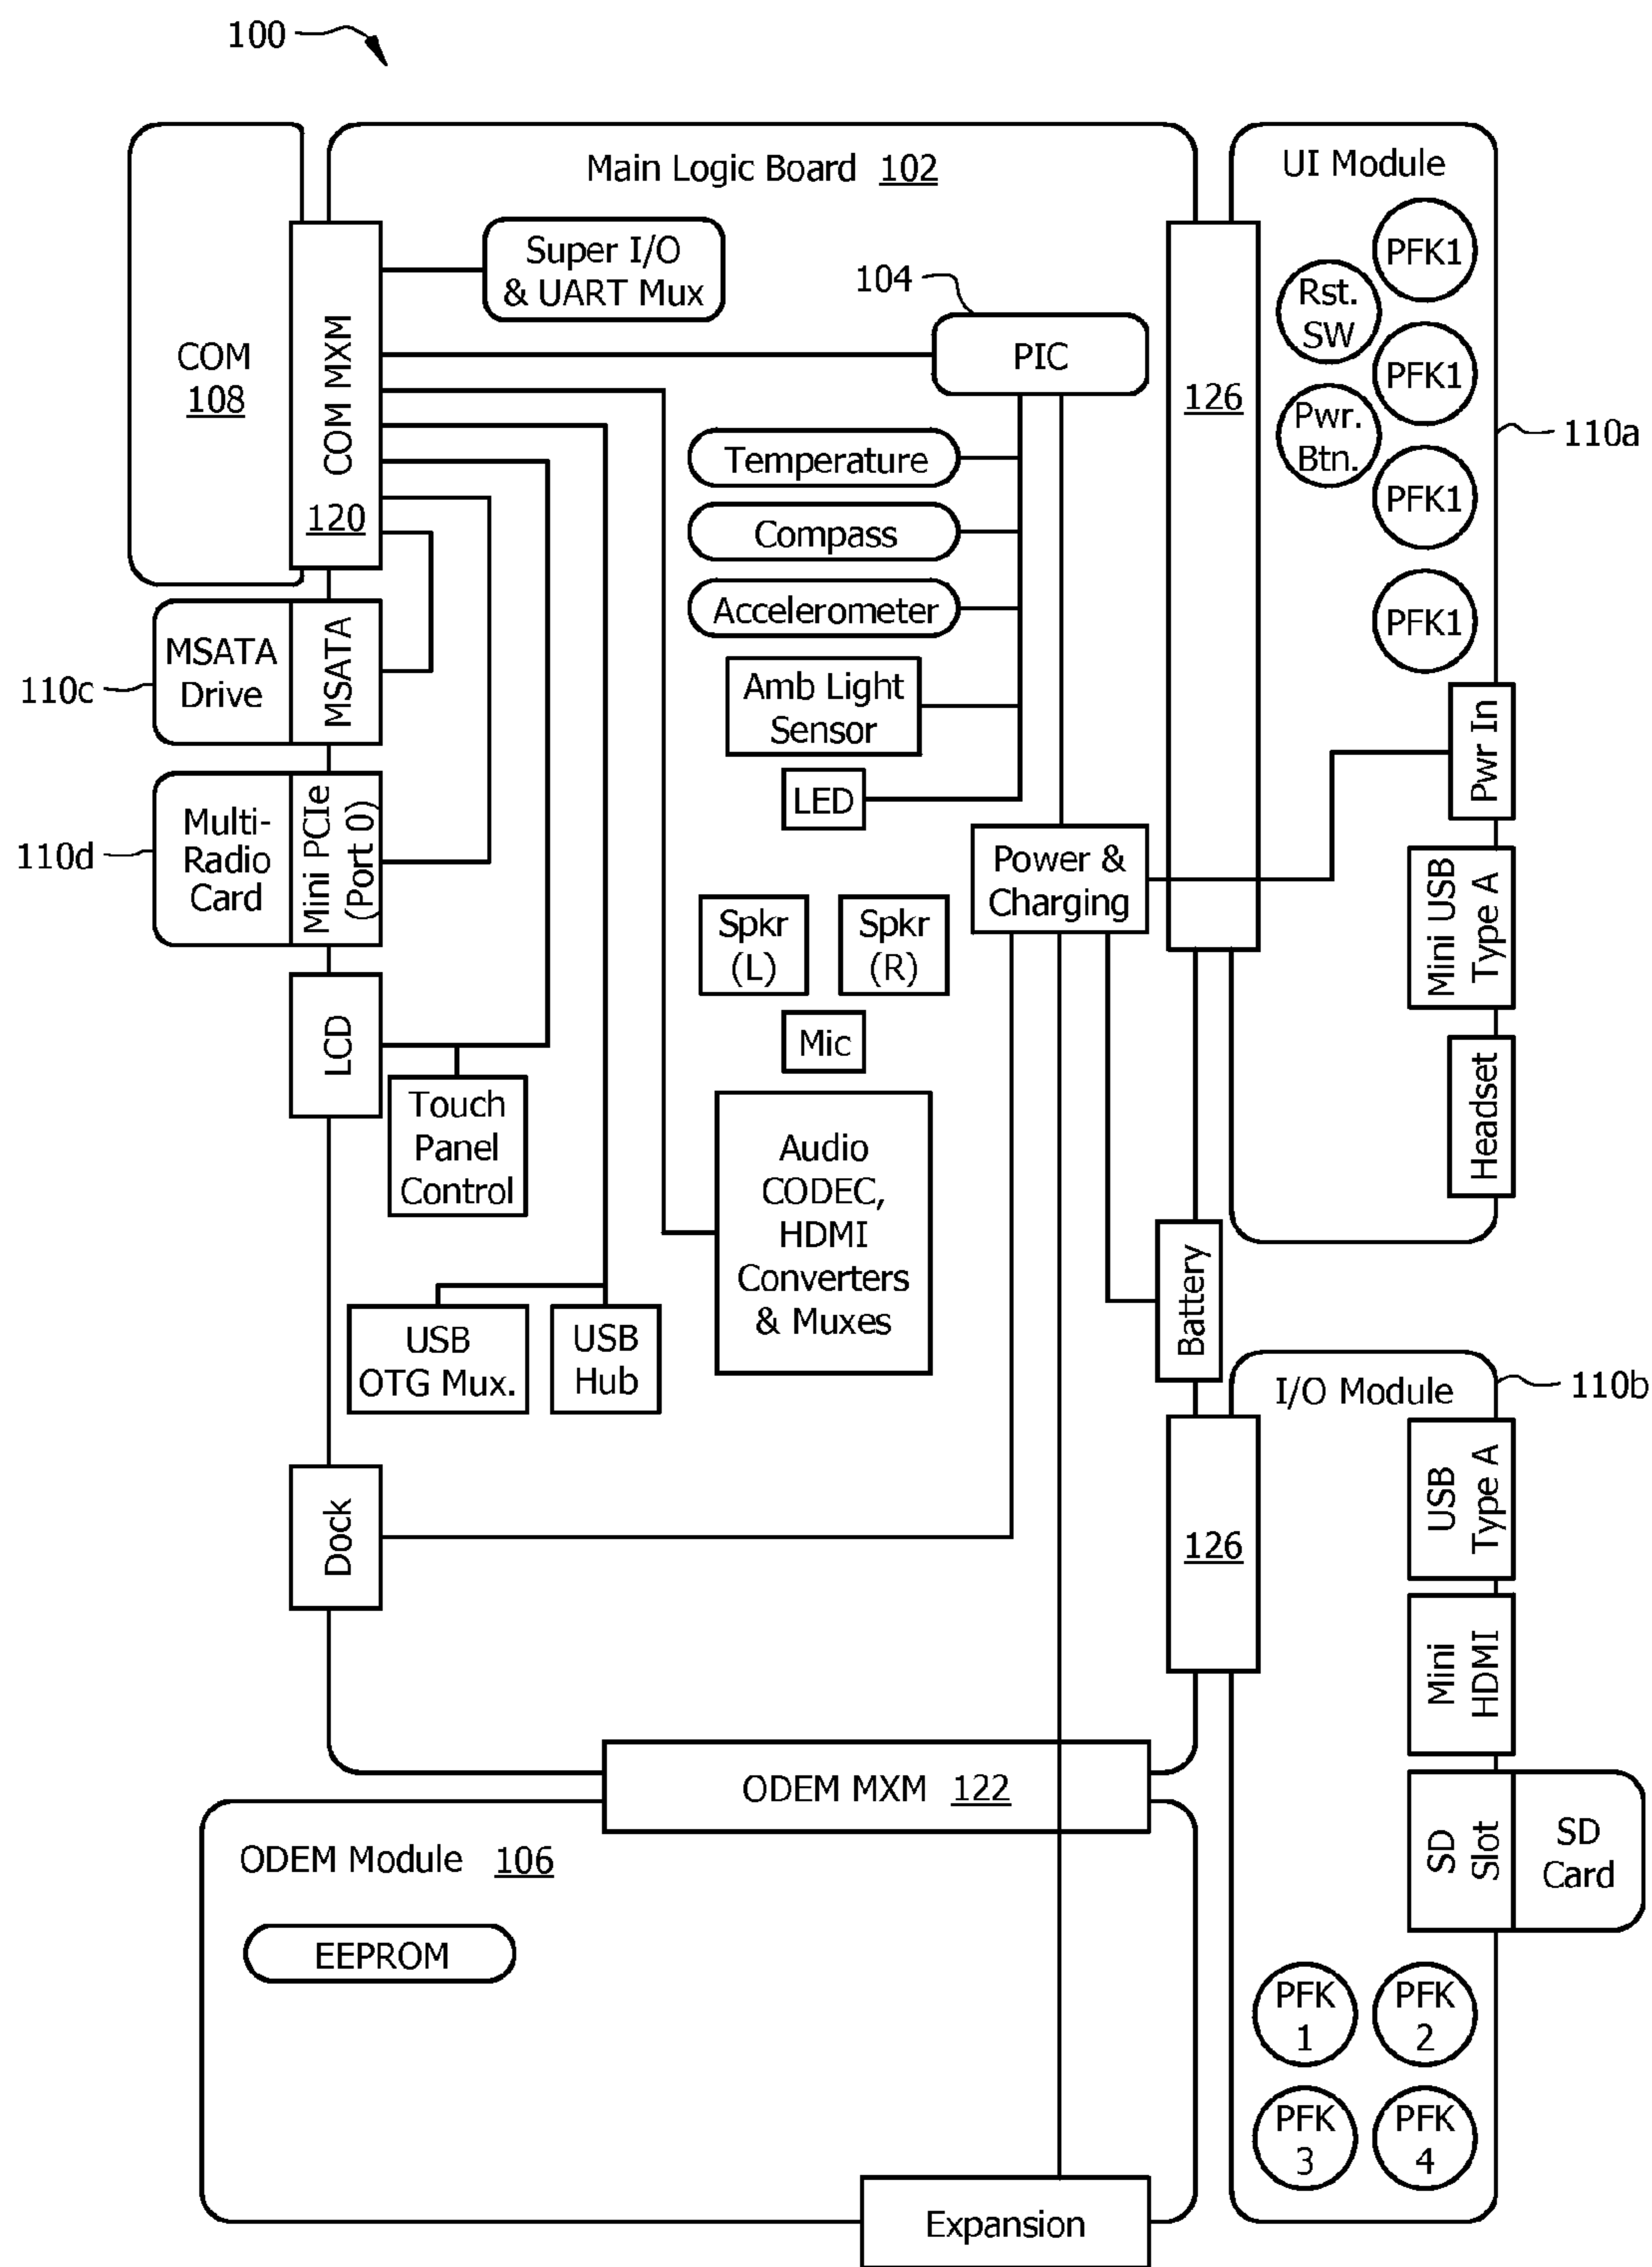 100
Main Logic Board 102
UI Module
COM
108
COM MXM
120
Super I/O
& UART Mux
104
PIC
126
PFK1
Rst.
SW
PFK1
Pwr.
Btn.
PFK1
PFK1
110a
Temperature
Compass
Accelerometer
Amb Light
Sensor
LED
110c
MSATA
Drive
MSATA
110d
Multi-
Radio
Card
Mini PCIe
(Port 0)
Power &
Charging
Pwr In
Mini USB
Type A
Headset
Spkr
(L)
Spkr
(R)
Mic
LCD
Touch
Panel
Control
Audio
CODEC,
HDMI
Converters
& Muxes
USB
OTG Mux.
USB
Hub
Battery
Dock
126
I/O Module
110b
USB
Type A
Mini
HDMI
SD
Slot
SD
Card
ODEM MXM 122
ODEM Module 106
EEPROM
PFK
1
PFK
2
PFK
3
PFK
4
Expansion